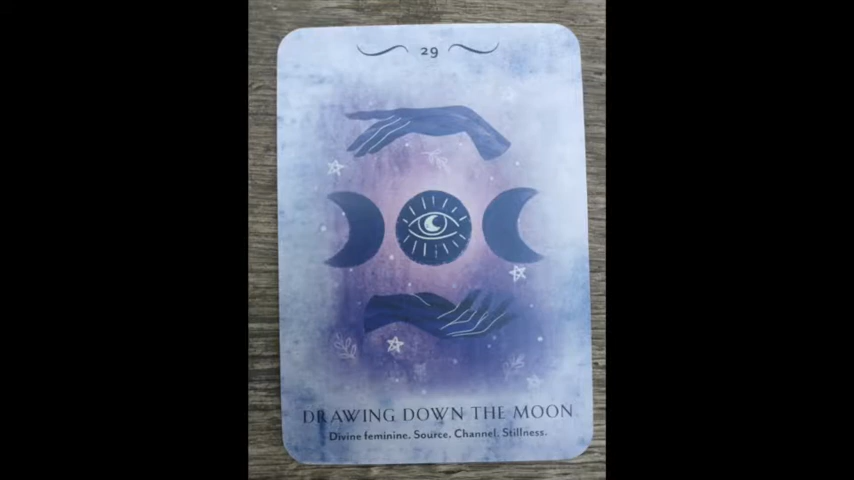 29
DRAWING DOWN THE MOON
Divine feminine. Source. Channel. Stillness.